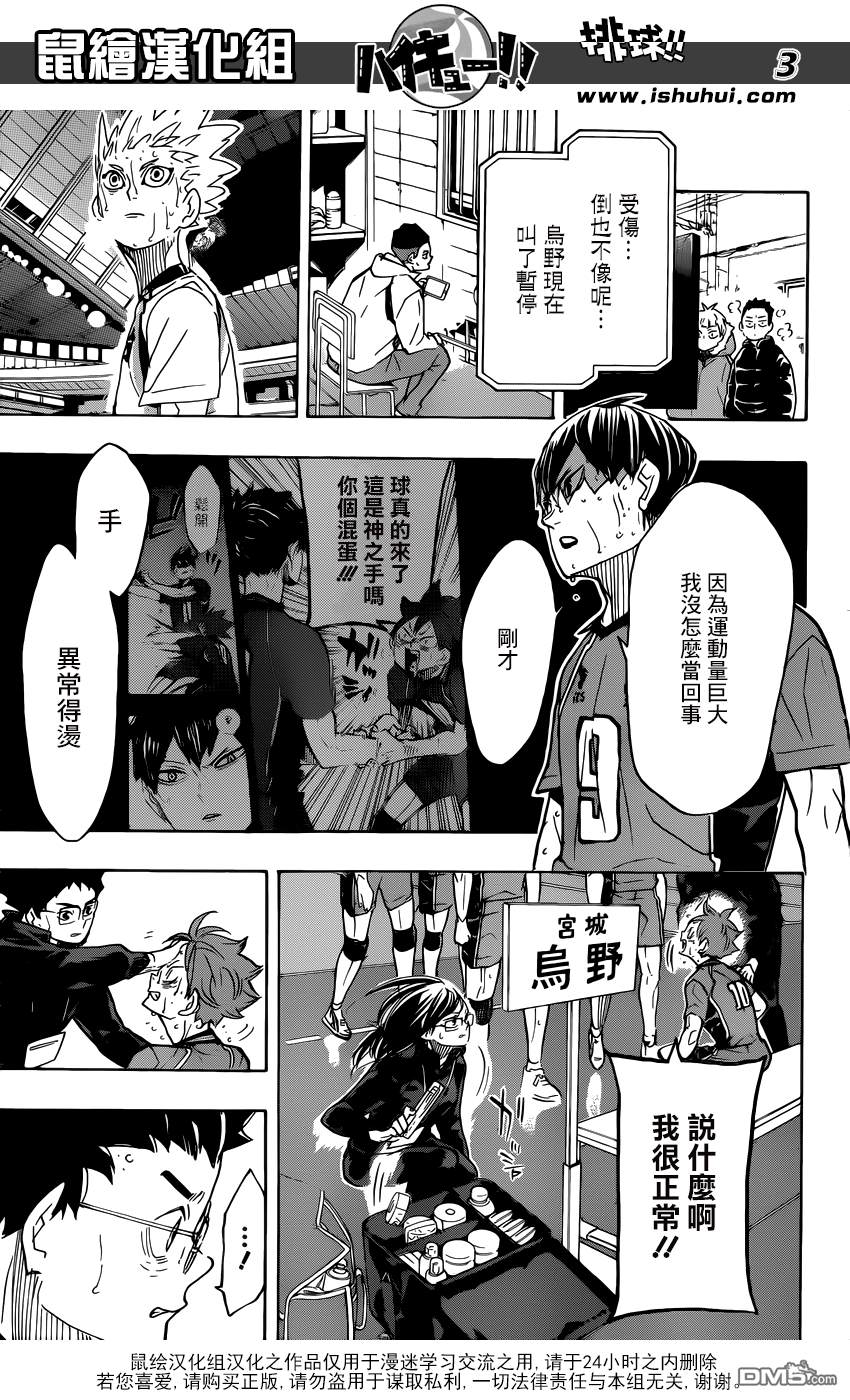 鼠繪漢化組
ハイキュー!!
排球!!
3
www.ishuhui.com
受傷…
倒也不像呢…
烏野現在
叫了暫停
因為運動量巨大
我沒怎麼當回事
剛才
球真的來了
這是神之手嗎
你個混蛋!!!
鬆開
手
異常得燙
宮城
烏野
10
9
說什麼啊
我很正常!!
…!
鼠绘汉化组汉化之作品仅用于漫迷学习交流之用, 请于24小时之内删除
若您喜爱, 请购买正版, 请勿用于谋取私利, 一切法律责任与本组无关, 谢谢。
DM5.com